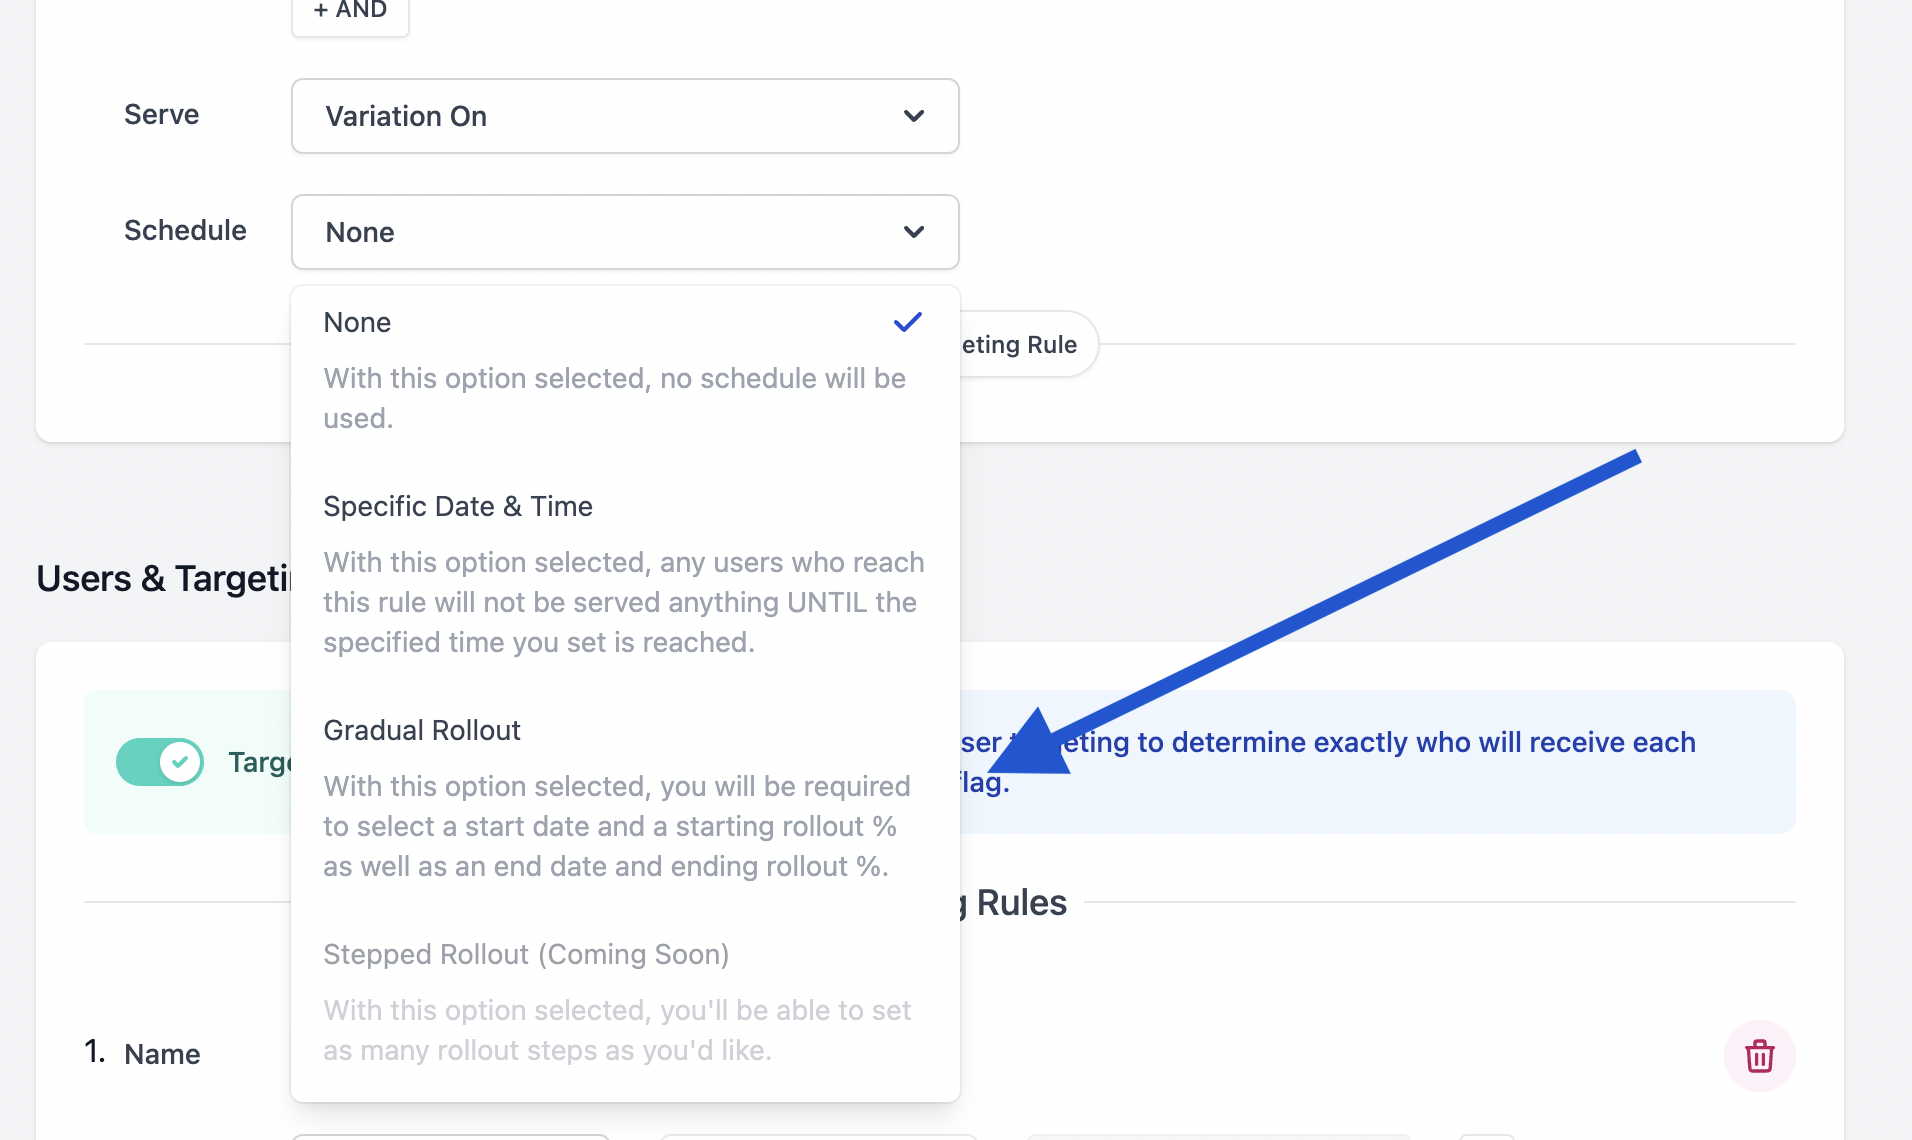 + AND
Serve
Variation On
Schedule
None
None
With this option selected, no schedule will be
used.
eting Rule
Specific Date & Time
With this option selected, any users who reach
this rule will not be served anything UNTIL the
specified time you set is reached.
Users & Targeti
Gradual Rollout
With this option selected, you will be required
to select a start date and a starting rollout %
as well as an end date and ending rollout %.
Targe
ser t eting to determine exactly who will receive each
flag.
g Rules
Stepped Rollout (Coming Soon)
With this option selected, you'll be able to set
as many rollout steps as you'd like.
1. Name